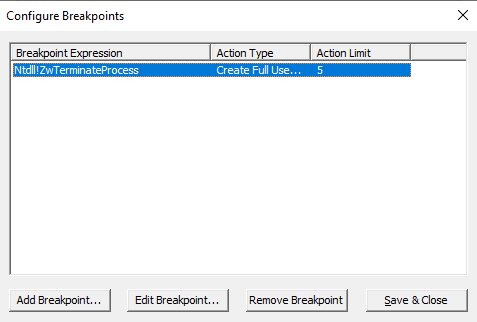 Configure Breakpoints
Breakpoint Expression Action Type Action Limit
Ntdll!ZwTerminateProcess Create Full Use... 5
Add Breakpoint... Edit Breakpoint... Remove Breakpoint Save & Close